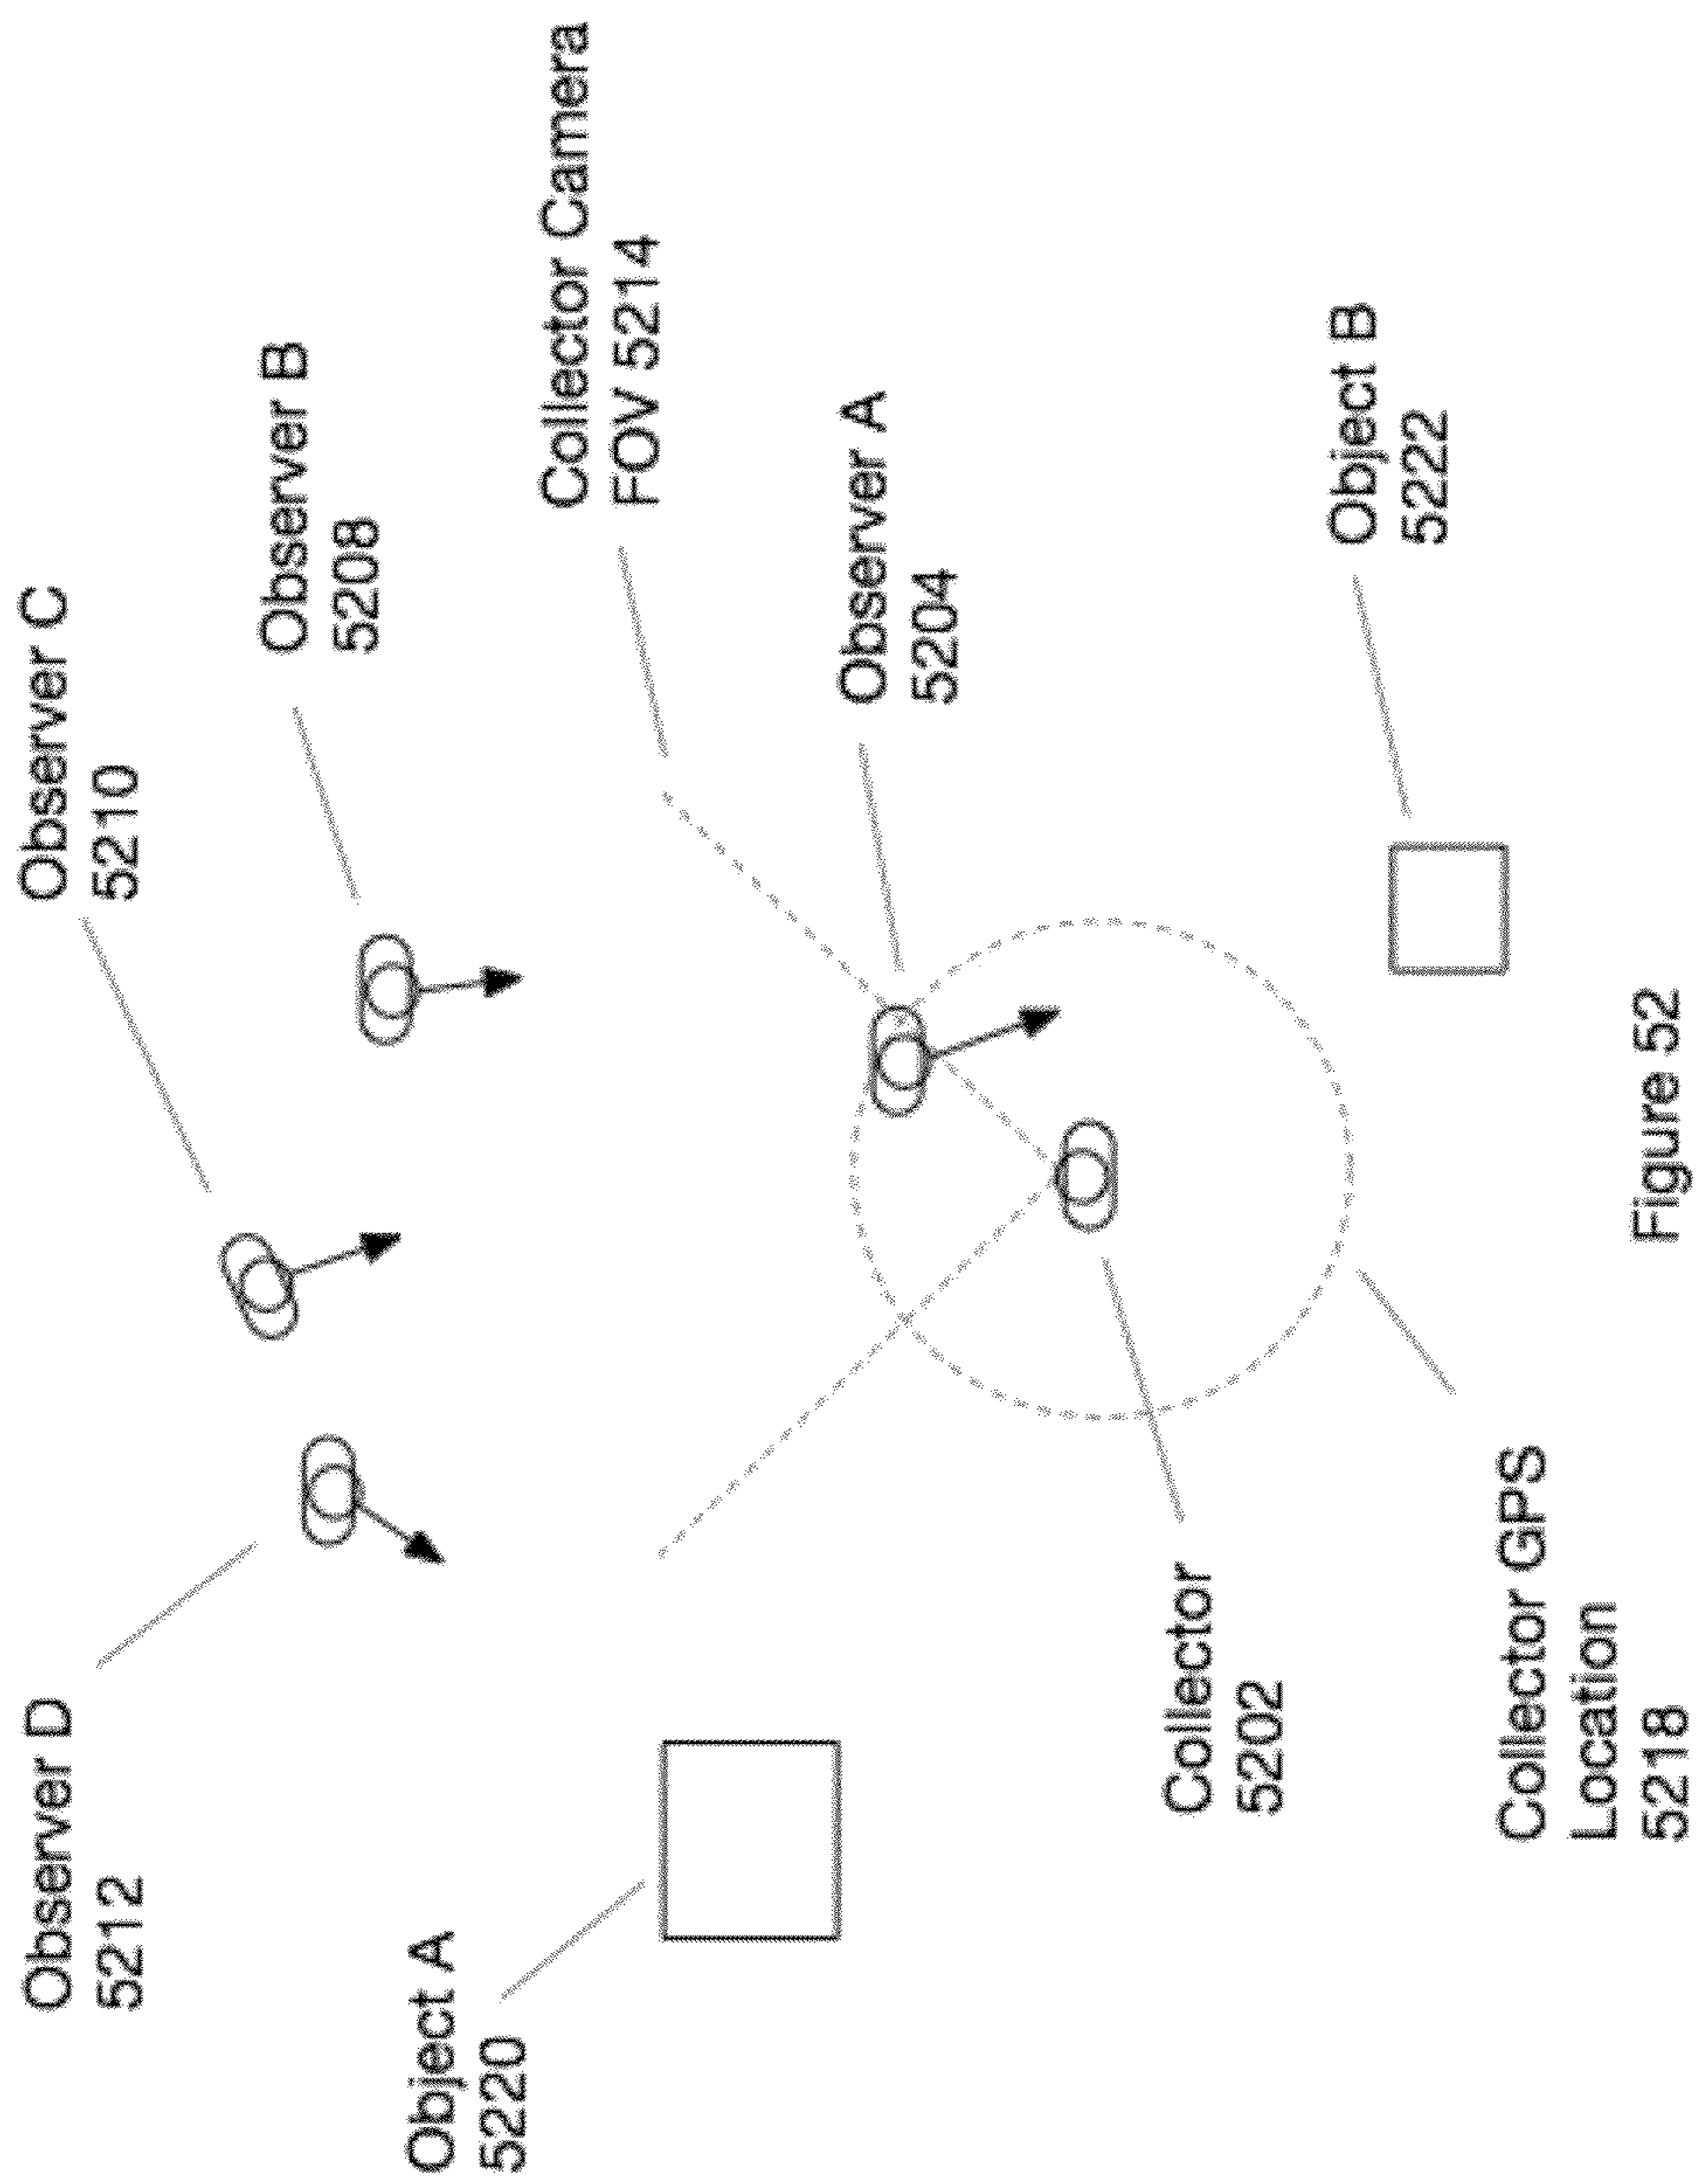 Observer C
5210
Observer D
5212
Observer B
5208
Object A
5220
Collector Camera
FOV 5214
Observer A
5204
Collector
5202
Object B
5222
Collector GPS
Location
5218
Figure 52